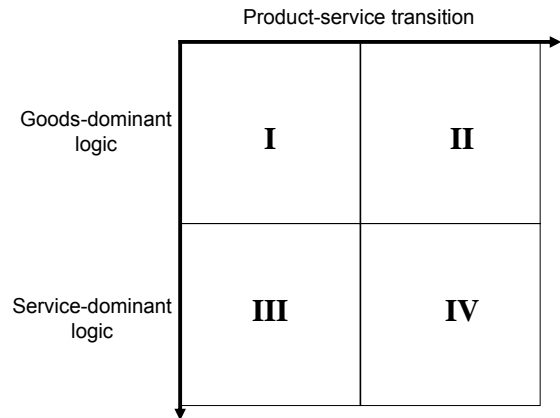 Product-service transition
Goods-dominant
logic
I
II
Service-dominant
logic
III
IV